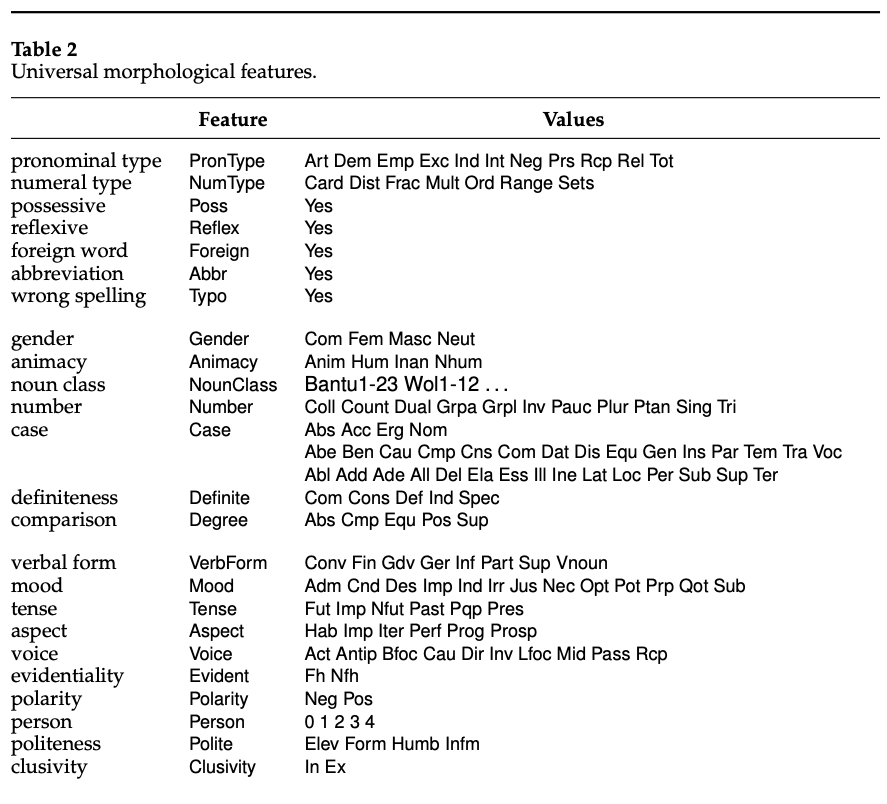 Table 2
Universal morphological features.
Feature Values
pronominal type PronType Art Dem Emp Exc Ind Int Neg Prs Rcp Rel Tot
numeral type NumType Card Dist Frac Mult Ord Range Sets
possessive Poss Yes
reflexive Reflex Yes
foreign word Foreign Yes
abbreviation Abbr Yes
wrong spelling Typo Yes
gender Gender Com Fem Masc Neut
animacy Animacy Anim Hum Inan Nhum
noun class NounClass Bantu1-23 Wol1-12 . . .
number Number Coll Count Dual Grpa Grpl Inv Pauc Plur Ptan Sing Tri
case Case Abs Acc Erg Nom
Abe Ben Cau Cmp Cns Com Dat Dis Equ Gen Ins Par Tem Tra Voc
Abl Add Ade All Del Ela Ess Ill Ine Lat Loc Per Sub Sup Ter
definiteness Definite Com Cons Def Ind Spec
comparison Degree Abs Cmp Equ Pos Sup
verbal form VerbForm Conv Fin Gdv Ger Inf Part Sup Vnoun
mood Mood Adm Cnd Des Imp Ind Irr Jus Nec Opt Pot Prp Qot Sub
tense Tense Fut Imp Nfut Past Pqp Pres
aspect Aspect Hab Imp Iter Perf Prog Prosp
voice Voice Act Antip Bfoc Cau Dir Inv Lfoc Mid Pass Rcp
evidentiality Evident Fh Nfh
polarity Polarity Neg Pos
person Person 0 1 2 3 4
politeness Polite Elev Form Humb Infm
clusivity Clusivity In Ex